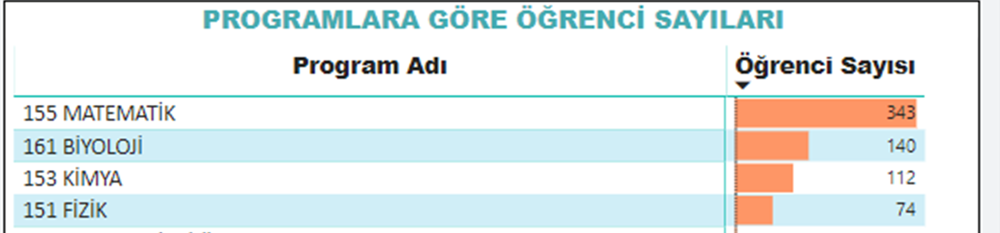 PROGRAMLARA GÖRE ÖĞRENCİ SAYILARI
Program Adı Öğrenci Sayısı
155 MATEMATİK 343
161 BİYOLOJİ 140
153 KİMYA 112
151 FİZİK 74